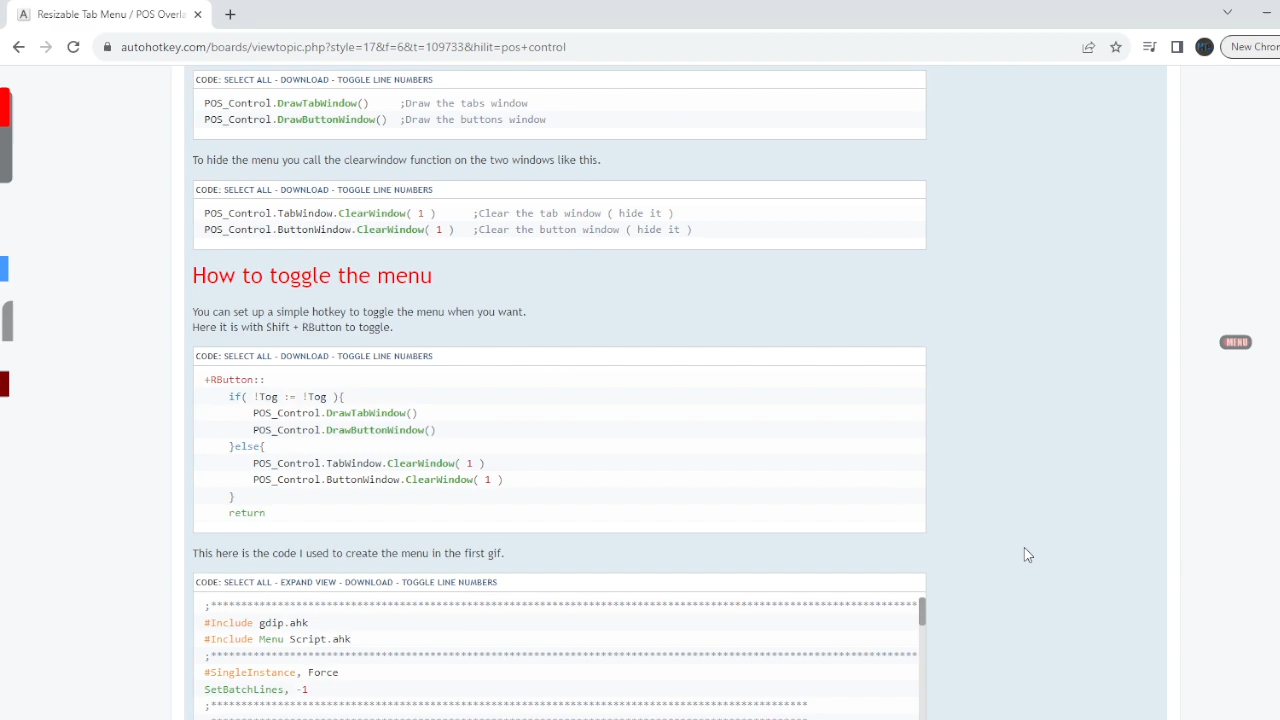 Resizable Tab Menu / POS Overla
autohotkey.com/boards/viewtopic.php?style=17&f=6&t=109733&hilit=pos+control
New Chron
CODE: SELECT ALL - DOWNLOAD - TOGGLE LINE NUMBERS
POS_Control.DrawTabWindow() ;Draw the tabs window
POS_Control.DrawButtonWindow() ;Draw the buttons window
To hide the menu you call the clearwindow function on the two windows like this.
CODE: SELECT ALL - DOWNLOAD - TOGGLE LINE NUMBERS
POS_Control.TabWindow.ClearWindow( 1 ) ;Clear the tab window ( hide it )
POS_Control.ButtonWindow.ClearWindow( 1 ) ;Clear the button window ( hide it )
How to toggle the menu
You can set up a simple hotkey to toggle the menu when you want.
Here it is with Shift + RButton to toggle.
MENU
CODE: SELECT ALL - DOWNLOAD - TOGGLE LINE NUMBERS
+RButton::
if( !Tog := !Tog ){
POS_Control.DrawTabWindow()
POS_Control.DrawButtonWindow()
}else{
POS_Control.TabWindow.ClearWindow( 1 )
POS_Control.ButtonWindow.ClearWindow( 1 )
}
return
This here is the code I used to create the menu in the first gif.
CODE: SELECT ALL - EXPAND VIEW - DOWNLOAD - TOGGLE LINE NUMBERS
;*********************************************************************************************************************
#Include gdip.ahk
#Include Menu Script.ahk
;*********************************************************************************************************************
#SingleInstance, Force
SetBatchLines, -1
;***************************************************************************************************